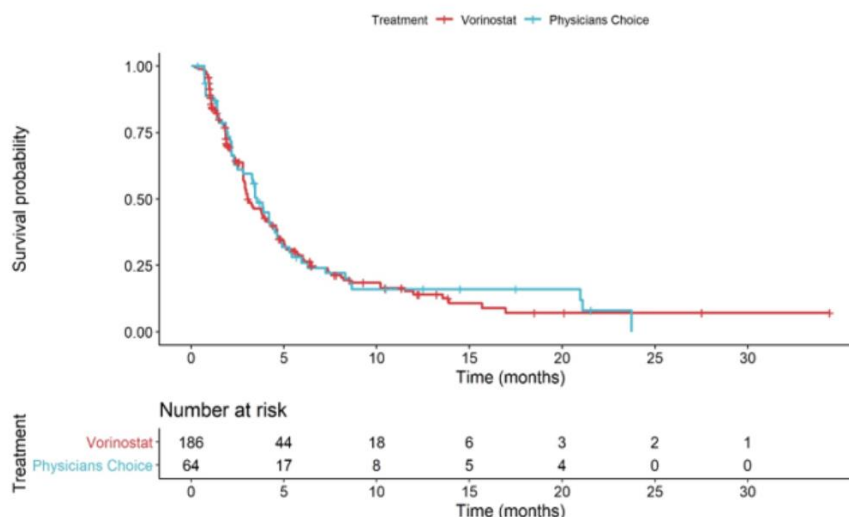 Treatment Vorinostat Physicians Choice
Survival probability
1.00
0.75
0.50
0.25
0.00
0 5 10 15 20 25 30
Time (months)
Number at risk
Treatment
Vorinostat 186 44 18 6 3 2 1
Physicians Choice 64 17 8 5 4 0 0
0 5 10 15 20 25 30
Time (months)